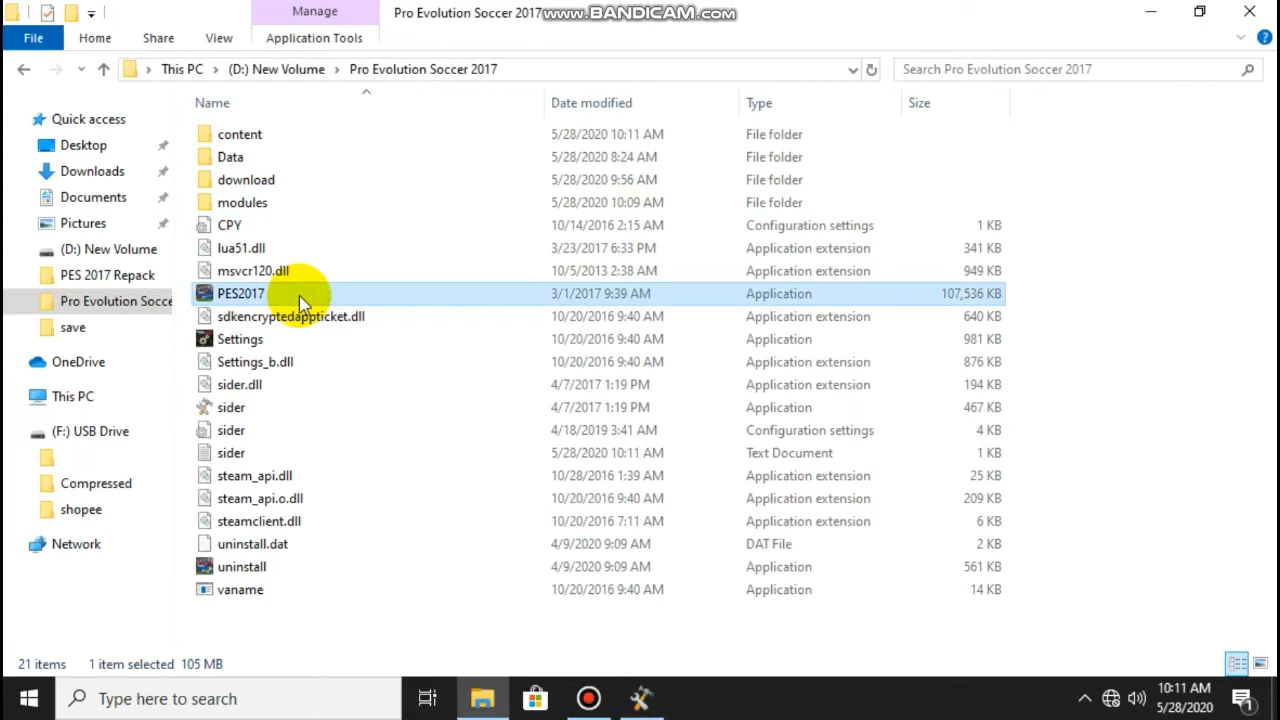 Manage
Pro Evolution Soccer 2017
www.BANDICAM.com
File
Home
Share
View
Application Tools
This PC > (D:) New Volume > Pro Evolution Soccer 2017
Search Pro Evolution Soccer 2017
Name
Date modified
Type
Size
Quick access
Desktop
Downloads
Documents
Pictures
(D:) New Volume
PES 2017 Repack
Pro Evolution Socce
save
OneDrive
This PC
(F:) USB Drive
Compressed
shopee
Network
content 5/28/2020 10:11 AM File folder
Data 5/28/2020 8:24 AM File folder
download 5/28/2020 9:56 AM File folder
modules 5/28/2020 10:09 AM File folder
CPY 10/14/2016 2:15 AM Configuration settings 1 KB
lua51.dll 3/23/2017 6:33 PM Application extension 341 KB
msvcr120.dll 10/5/2013 2:38 AM Application extension 949 KB
PES2017 3/1/2017 9:39 AM Application 107,536 KB
sdkencryptedappticket.dll 10/20/2016 9:40 AM Application extension 640 KB
Settings 10/20/2016 9:40 AM Application 981 KB
Settings_b.dll 10/20/2016 9:40 AM Application extension 876 KB
sider.dll 4/7/2017 1:19 PM Application extension 194 KB
sider 4/7/2017 1:19 PM Application 467 KB
sider 4/18/2019 3:41 AM Configuration settings 4 KB
sider 5/28/2020 10:11 AM Text Document 1 KB
steam_api.dll 10/28/2016 1:39 AM Application extension 25 KB
steam_api.o.dll 10/20/2016 9:40 AM Application extension 209 KB
steamclient.dll 10/20/2016 7:11 AM Application extension 6 KB
uninstall.dat 4/9/2020 9:09 AM DAT File 2 KB
uninstall 4/9/2020 9:09 AM Application 561 KB
vaname 10/20/2016 9:40 AM Application 14 KB
21 items 1 item selected 105 MB
Type here to search
10:11 AM
5/28/2020
1